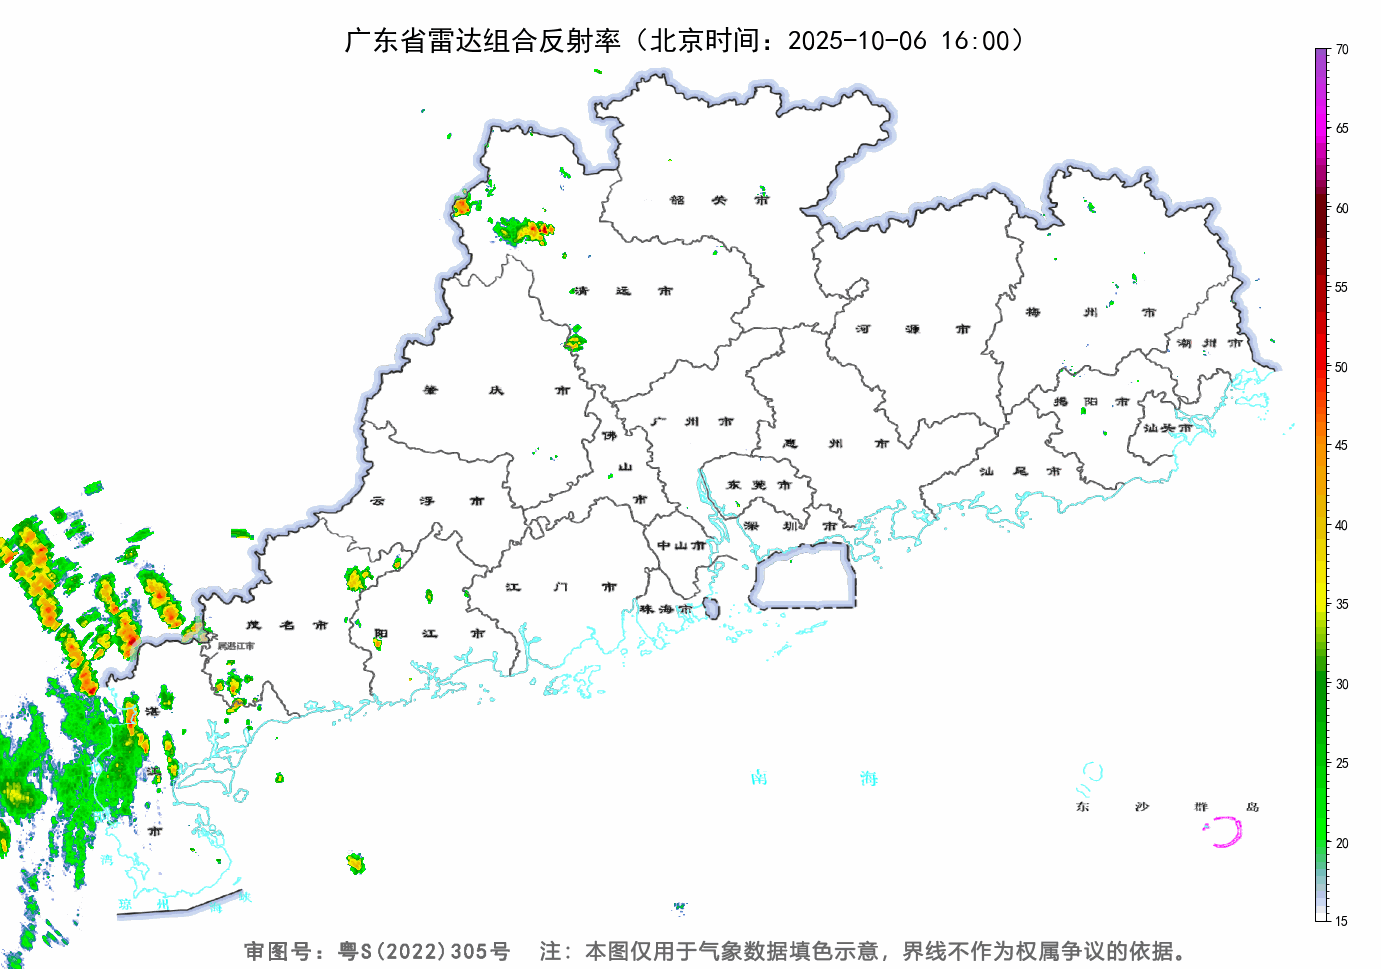 广东省雷达组合反射率（北京时间：2025-10-06 16:00）
70
65
60
55
50
45
40
35
30
25
20
15
韶关市
清远市
河源市
梅州市
潮州市
肇庆市
广州市
揭阳市
汕头市
佛山市
惠州市
汕尾市
云浮市
东莞市
深圳市
中山市
江门市
珠海市
茂名市
阳江市
属湛江市
湛江市
南海
东沙群岛
湾
琼州海峡
审图号：粤S(2022)305号 注：本图仅用于气象数据填色示意，界线不作为权属争议的依据。